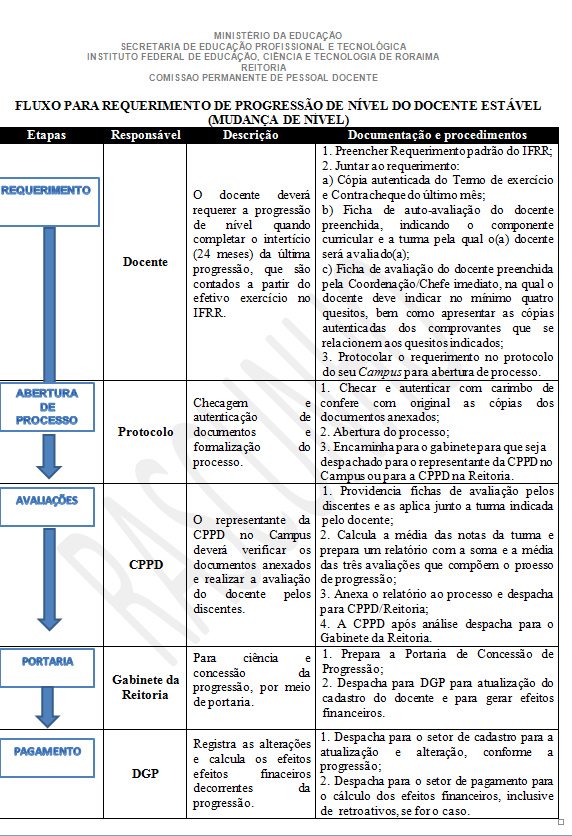 MINISTÉRIO DA EDUCAÇÃO
SECRETARIA DE EDUCAÇÃO PROFISSIONAL E TECNOLÓGICA
INSTITUTO FEDERAL DE EDUCAÇÃO, CIÊNCIA E TECNOLOGIA DE RORAIMA
REITORIA
COMISSAO PERMANENTE DE PESSOAL DOCENTE
FLUXO PARA REQUERIMENTO DE PROGRESSÃO DE NÍVEL DO DOCENTE ESTÁVEL
(MUDANÇA DE NÍVEL)
Etapas Responsável Descrição Documentação e procedimentos
REQUERIMENTO
Docente
O docente deverá
requerer a progressão
de nível quando
completar o intertício
(24 meses) da última
progressão, que são
contados a partir do
efetivo exercício no
IFRR.
1. Preencher Requerimento padrão do IFRR;
2. Juntar ao requerimento:
a) Cópia autenticada do Termo de exercício
e Contracheque do último mês;
b) Ficha de auto-avaliação do docente
preenchida, indicando o componente
curricular e a turma pela qual o(a) docente
será avaliado(a);
c) Ficha de avaliação do docente preenchida
pela Coordenação/Chefe imediato, na qual o
docente deve indicar no mínimo quatro
quesitos, bem como apresentar as cópias
autenticadas dos comprovantes que se
relacionem aos quesitos indicados;
3. Protocolar o requerimento no protocolo
do seu Campus para abertura de processo.
ABERTURA
DE
PROCESSO
Protocolo
Checagem e
autenticação de
documentos e
formalização do
processo.
1. Checar e autenticar com carimbo de
confere com original as cópias dos
documentos anexados;
2. Abertura do processo;
3. Encaminha para o gabinete para que seja
despachado para o representante da CPPD no
Campus ou para a CPPD na Reitoria.
AVALIAÇÕES
CPPD
O representante da
CPPD no Campus
deverá verificar os
documentos anexados
e realizar a avaliação
do docente pelos
discentes.
1. Providencia fichas de avaliação pelos
discentes e as aplica junto a turma indicada
pelo docente;
2. Calcula a média das notas da turma e
prepara um relatório com a soma e a média
das três avaliações que compõem o proesso
de progressão;
3. Anexa o relatório ao processo e despacha
para CPPD/Reitoria;
4. A CPPD após análise despacha para o
Gabinete da Reitoria.
PORTARIA
Gabinete da
Reitoria
Para ciência e
concessão da
progressão, por meio
de portaria.
1. Prepara a Portaria de Concessão de
Progressão;
2. Despacha para DGP para atualização do
cadastro do docente e para gerar efeitos
financeiros.
PAGAMENTO
DGP
Registra as alterações
e calcula os efeitos
efeitos finaceiros
decorrentes da
progressão.
1. Despacha para o setor de cadastro para a
atualização e alteração, conforme a
progressão;
2. Despacha para o setor de pagamento para
o cálculo dos efeitos financeiros, inclusive
de retroativos, se for o caso.
RASCUNHO